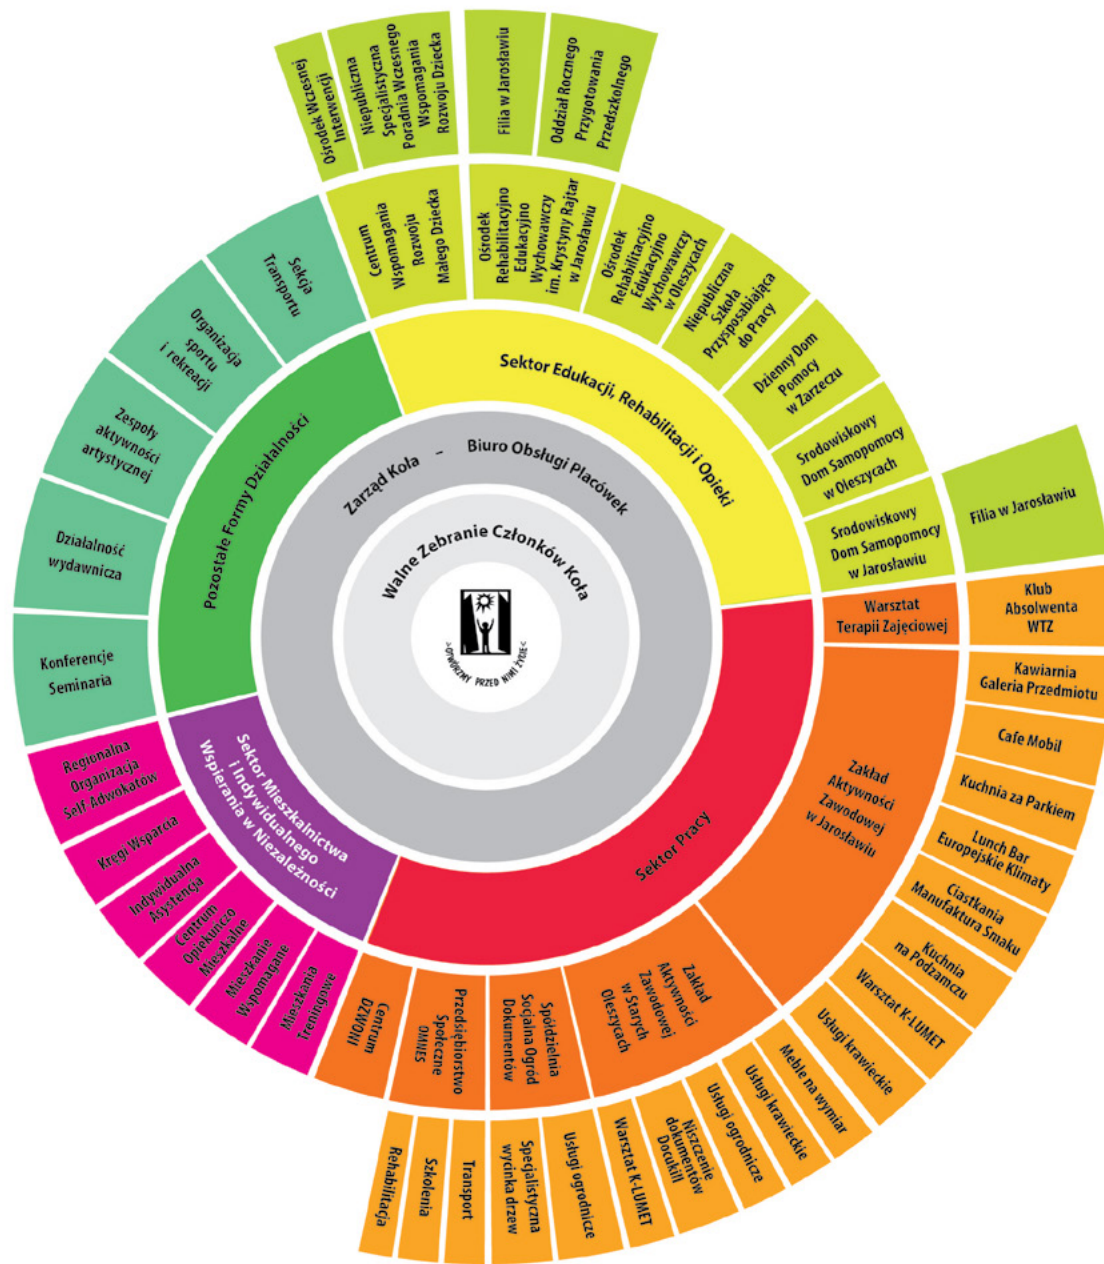 Ośrodek Wczesnej
Interwencji
Niepubliczna
Specjalistyczna
Poradnia Wczesnego
Wspomagania
Rozwoju Dziecka
Filia w Jarosławiu
Oddział Rocznego
Przygotowania
Przedszkolnego
Centrum
Wspomagania
Rozwoju
Małego Dziecka
Ośrodek
Rehabilitacyjno
Edukacyjno
Wychowawczy
im. Krystyny Rajtar
w Jarosławiu
Ośrodek
Rehabilitacyjno
Edukacyjno
Wychowawczy
w Oleszycach
Niepubliczna
Szkoła
Przysposabiająca
do Pracy
Dzienny Dom
Pomocy
w Zarzeczu
Srodowiskowy
Dom Samopomocy
w Oleszycach
Srodowiskowy
Dom Samopomocy
w Jarosławiu
Filia w Jarosławiu
Sektor Edukacji, Rehabilitacji i Opieki
Zarząd Koła - Biuro Obsługi Placówek
Walne Zebranie Członków Koła
>OTWÓRZMY PRZED NIMI ŻYCIE<
Warsztat
Terapii Zajęciowej
Klub
Absolwenta
WTZ
Sektor Pracy
Zakład
Aktywności
Zawodowej
w Jarosławiu
Kawiarnia
Galeria Przedmiotu
Cafe Mobil
Kuchnia za Parkiem
Lunch Bar
Europejskie Klimaty
Ciastkania
Manufaktura Smaku
Kuchnia
na Podzamczu
Warsztat K-LUMET
Usługi krawieckie
Zakład
Aktywności
Zawodowej
w Starych
Oleszycach
Meble na wymiar
Usługi krawieckie
Usługi ogrodnicze
Niszczenie
dokumentów
Docukill
Warsztat K-LUMET
Spółdzielnia
Socjalna Ogród
Dokumentów
Usługi ogrodnicze
Specjalistyczna
wycinka drzew
Przedsiębiorstwo
Społeczne
OMNES
Transport
Szkolenia
Rehabilitacja
Centrum
DZWONI
Sektor Mieszkalnictwa
i Indywidualnego
Wspierania w Niezależności
Mieszkania
Treningowe
Mieszkanie
Wspomagane
Centrum
Opiekuńczo
Mieszkalne
Indywidualna
Asystencja
Kręgi Wsparcia
Regionalna
Organizacja
Self-Adwokatów
Pozostałe Formy Działalności
Konferencje
Seminaria
Działalność
wydawnicza
Zespoły
aktywności
artystycznej
Organizacja
sportu
i rekreacji
Sekcja
Transportu